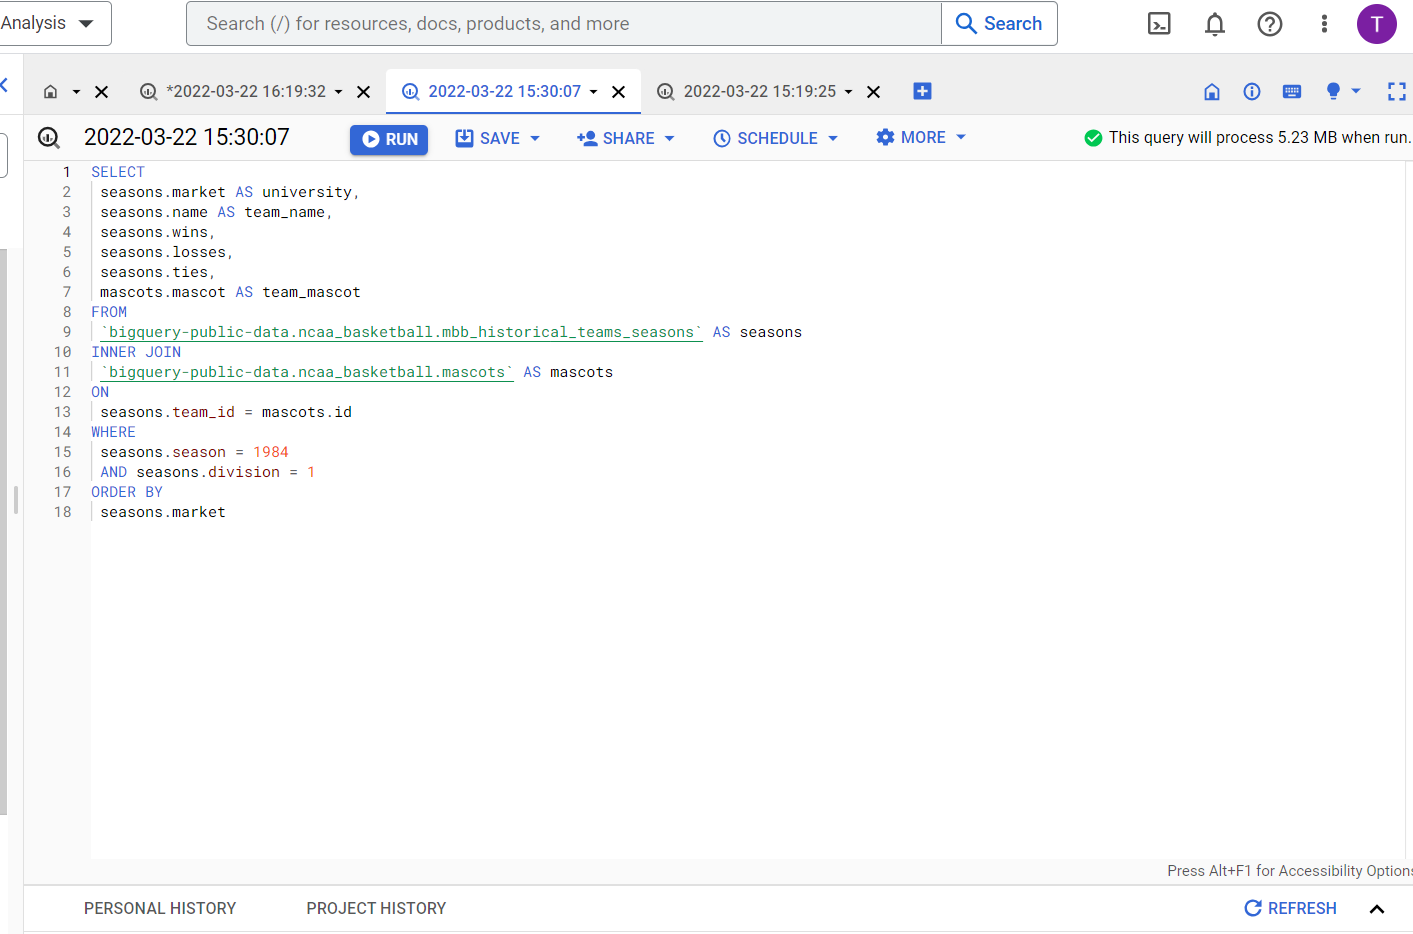 Analysis
Search (/) for resources, docs, products, and more
Search
T
*2022-03-22 16:19:32
2022-03-22 15:30:07
2022-03-22 15:19:25
2022-03-22 15:30:07
RUN
SAVE
SHARE
SCHEDULE
MORE
This query will process 5.23 MB when run.
1 SELECT
2 seasons.market AS university,
3 seasons.name AS team_name,
4 seasons.wins,
5 seasons.losses,
6 seasons.ties,
7 mascots.mascot AS team_mascot
8 FROM
9 `bigquery-public-data.ncaa_basketball.mbb_historical_teams_seasons` AS seasons
10 INNER JOIN
11 `bigquery-public-data.ncaa_basketball.mascots` AS mascots
12 ON
13 seasons.team_id = mascots.id
14 WHERE
15 seasons.season = 1984
16 AND seasons.division = 1
17 ORDER BY
18 seasons.market
Press Alt+F1 for Accessibility Options
PERSONAL HISTORY
PROJECT HISTORY
REFRESH